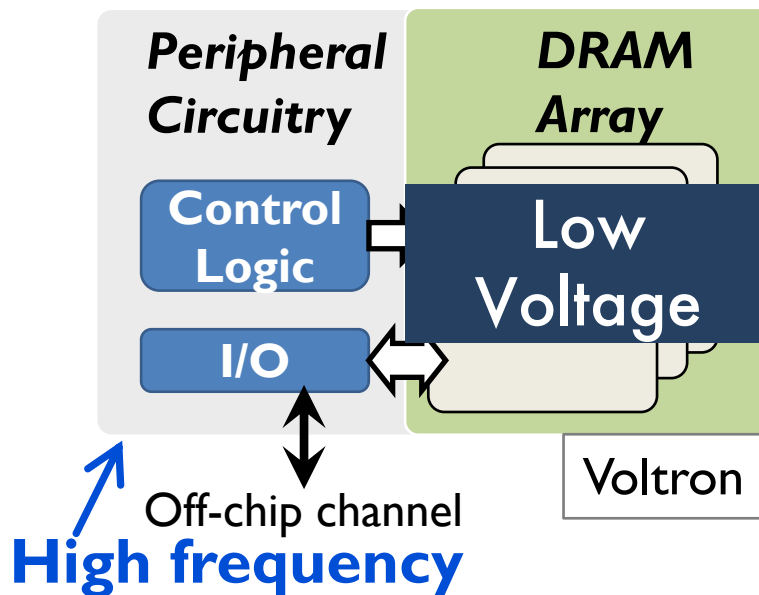 Peripheral
Circuitry
DRAM
Array
Control
Logic
Low
Voltage
I/O
Voltron
Off-chip channel
High frequency